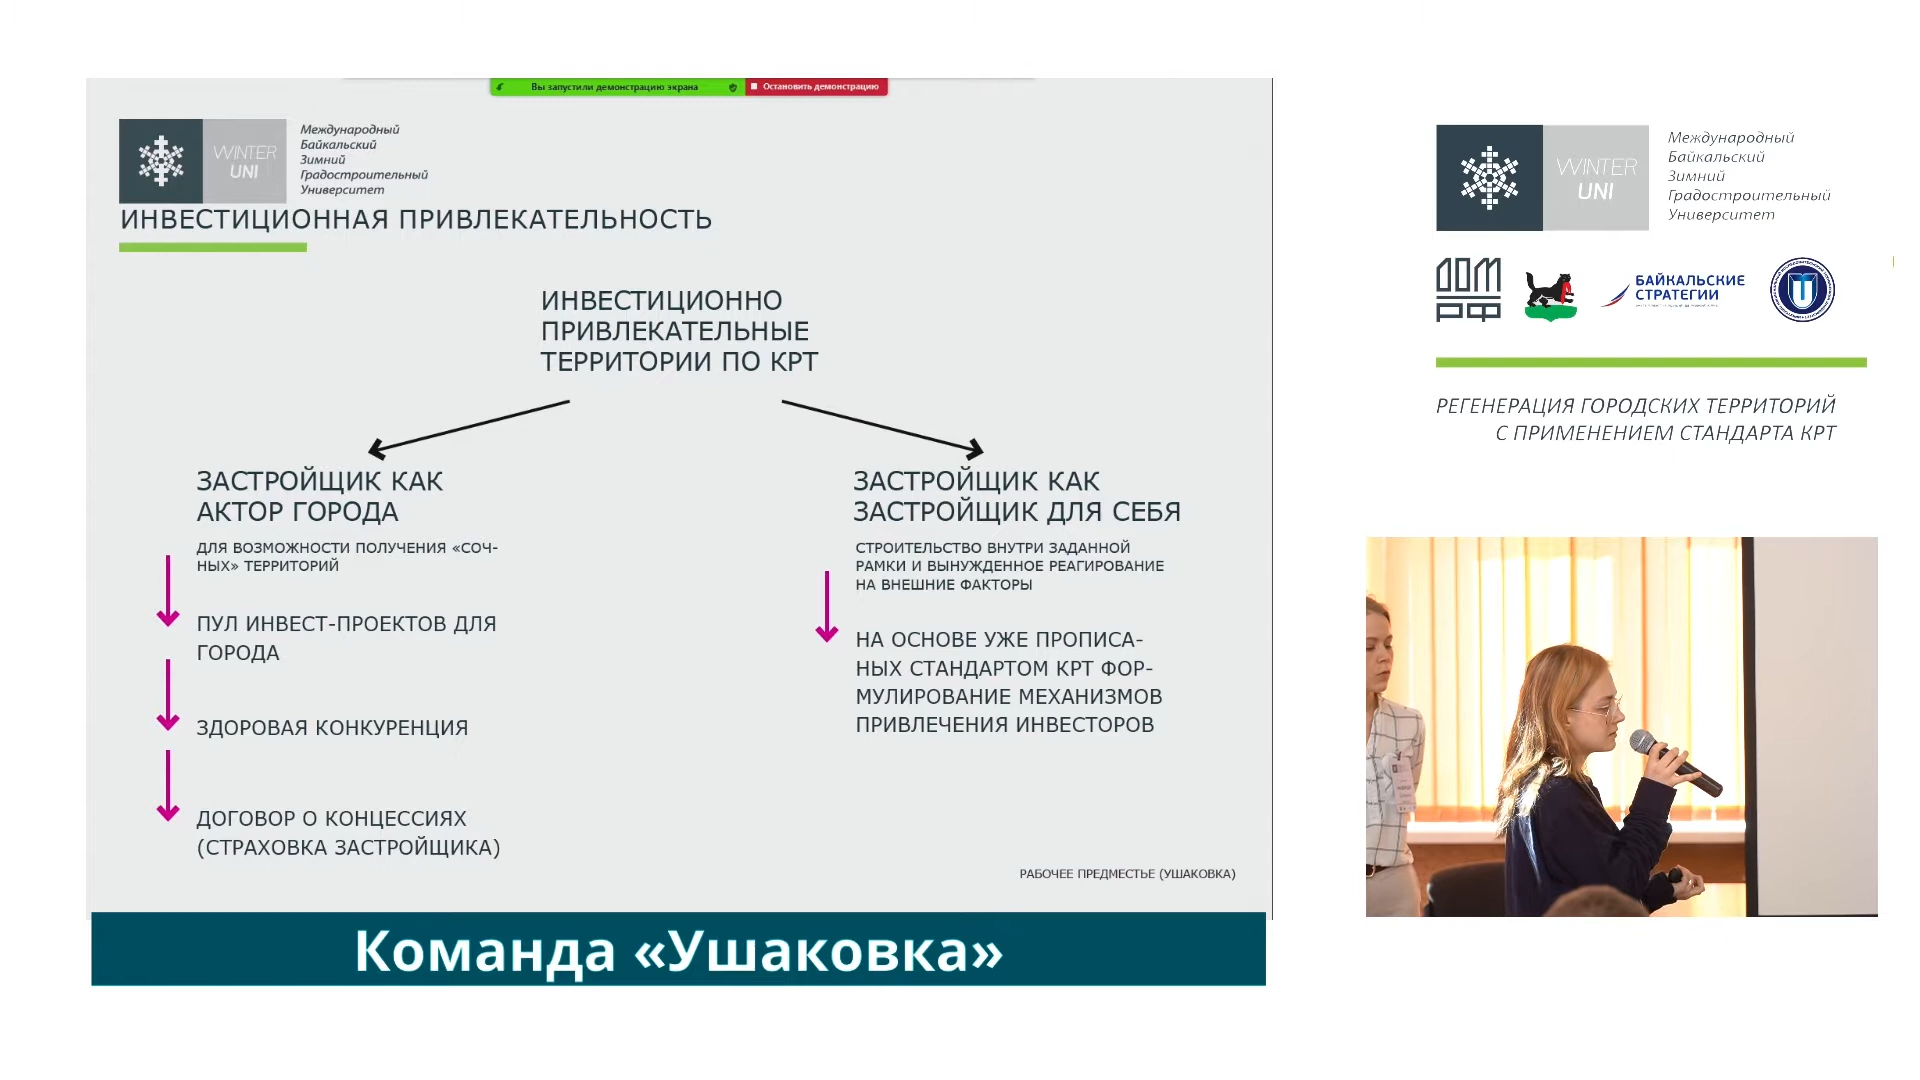 Вы запустили демонстрацию экрана
Остановить демонстрацию
WINTER
UNI
Международный
Байкальский
Зимний
Градостроительный
Университет
ИНВЕСТИЦИОННАЯ ПРИВЛЕКАТЕЛЬНОСТЬ
ИНВЕСТИЦИОННО
ПРИВЛЕКАТЕЛЬНЫЕ
ТЕРРИТОРИИ ПО КРТ
ЗАСТРОЙЩИК КАК
АКТОР ГОРОДА
ДЛЯ ВОЗМОЖНОСТИ ПОЛУЧЕНИЯ «СОЧ-
НЫХ» ТЕРРИТОРИЙ
ПУЛ ИНВЕСТ-ПРОЕКТОВ ДЛЯ
ГОРОДА
ЗДОРОВАЯ КОНКУРЕНЦИЯ
ДОГОВОР О КОНЦЕССИЯХ
(СТРАХОВКА ЗАСТРОЙЩИКА)
ЗАСТРОЙЩИК КАК
ЗАСТРОЙЩИК ДЛЯ СЕБЯ
СТРОИТЕЛЬСТВО ВНУТРИ ЗАДАННОЙ
РАМКИ И ВЫНУЖДЕННОЕ РЕАГИРОВАНИЕ
НА ВНЕШНИЕ ФАКТОРЫ
НА ОСНОВЕ УЖЕ ПРОПИСА-
НЫХ СТАНДАРТОМ КРТ ФОР-
МУЛИРОВАНИЕ МЕХАНИЗМОВ
ПРИВЛЕЧЕНИЯ ИНВЕСТОРОВ
РАБОЧЕЕ ПРЕДМЕСТЬЕ (УШАКОВКА)
Команда «Ушаковка»
WINTER
UNI
Международный
Байкальский
Зимний
Градостроительный
Университет
ДОМ
РФ
БАЙКАЛЬСКИЕ
СТРАТЕГИИ
РЕГЕНЕРАЦИЯ ГОРОДСКИХ ТЕРРИТОРИЙ
С ПРИМЕНЕНИЕМ СТАНДАРТА КРТ